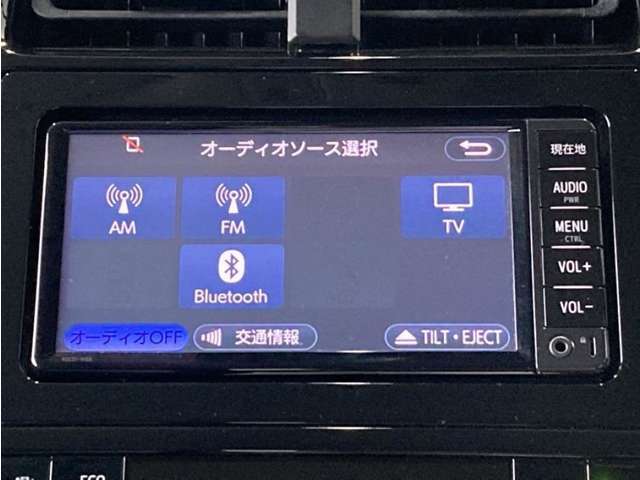 オーディオソース選択
現在地
AM
FM
TV
AUDIO
PWR
MENU
CTRL
Bluetooth
VOL+
VOL-
オーディオOFF
交通情報
TILT・EJECT